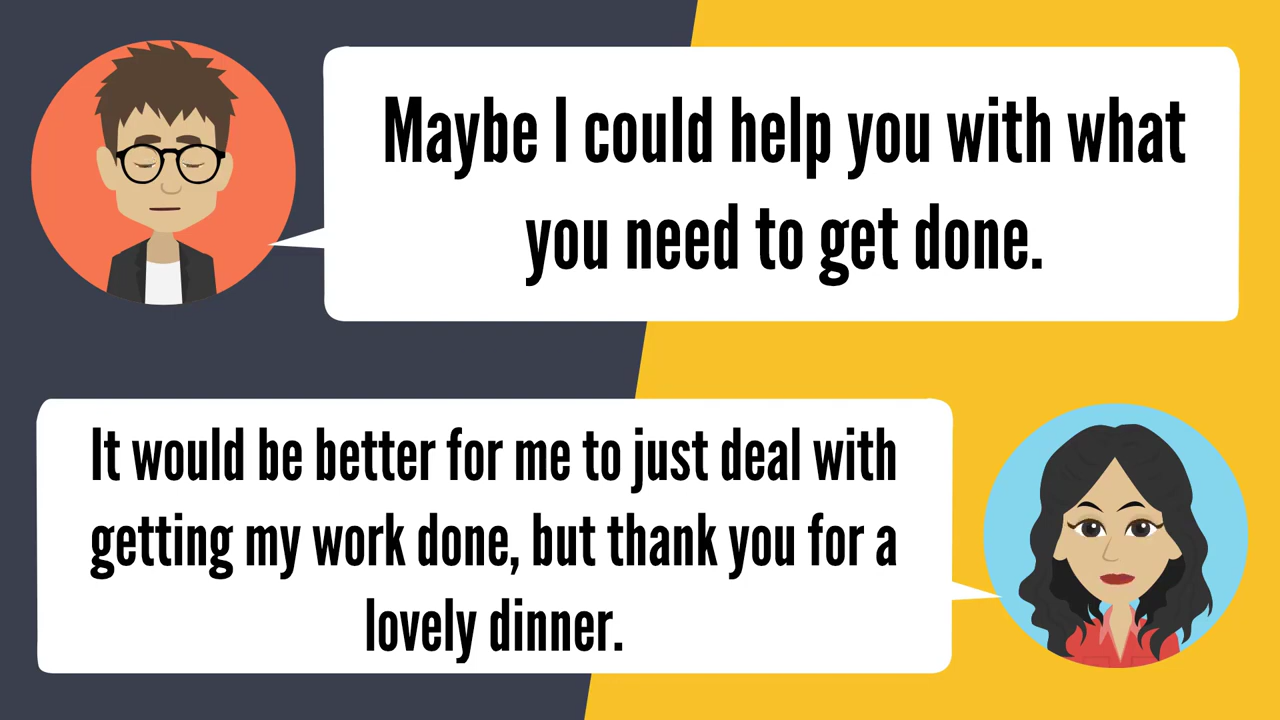 Maybe I could help you with what
you need to get done.
It would be better for me to just deal with
getting my work done, but thank you for a
lovely dinner.